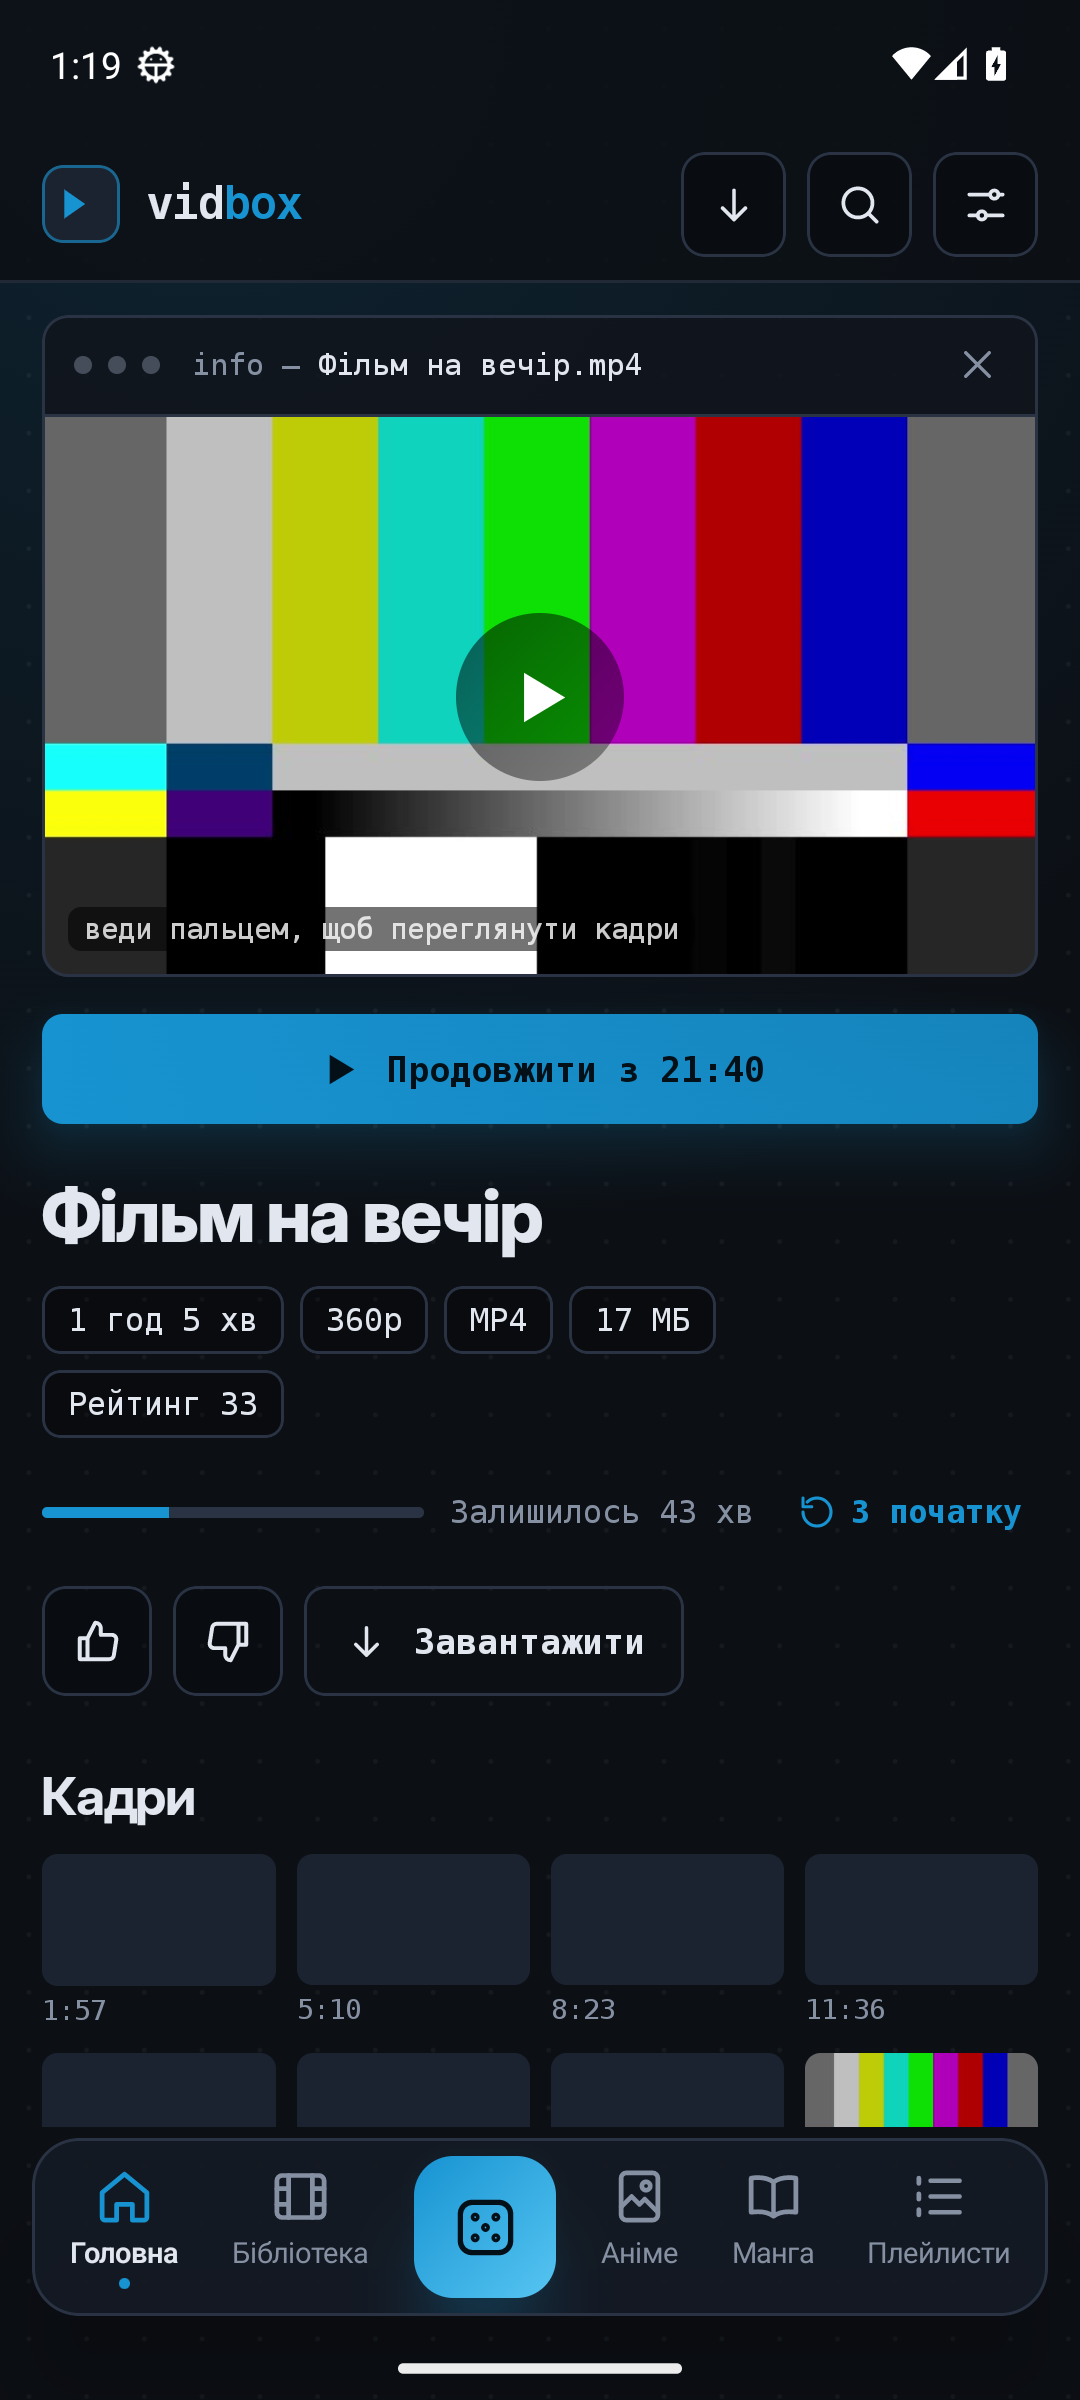 1:19
vidbox
info — Фільм на вечір.mp4
веди пальцем, щоб переглянути кадри
Продовжити з 21:40
Фільм на вечір
1 год 5 хв
360p
MP4
17 МБ
Рейтинг 33
Залишилось 43 хв
З початку
Завантажити
Кадри
1:57
5:10
8:23
11:36
Головна
Бібліотека
Аніме
Манга
Плейлисти